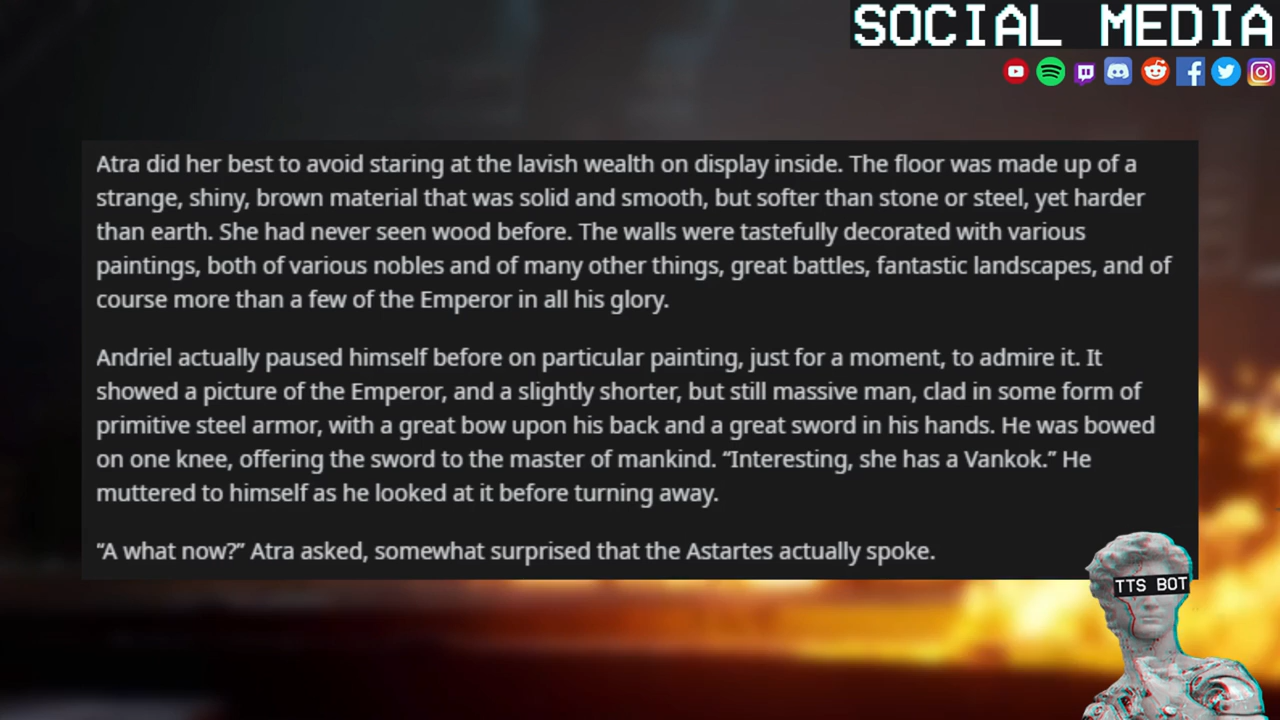 SOCIAL MEDIA
Atra did her best to avoid staring at the lavish wealth on display inside. The floor was made up of a
strange, shiny, brown material that was solid and smooth, but softer than stone or steel, yet harder
than earth. She had never seen wood before. The walls were tastefully decorated with various
paintings, both of various nobles and of many other things, great battles, fantastic landscapes, and of
course more than a few of the Emperor in all his glory.
Andriel actually paused himself before on particular painting, just for a moment, to admire it. It
showed a picture of the Emperor, and a slightly shorter, but still massive man, clad in some form of
primitive steel armor, with a great bow upon his back and a great sword in his hands. He was bowed
on one knee, offering the sword to the master of mankind. “Interesting, she has a Vankok.” He
muttered to himself as he looked at it before turning away.
“A what now?” Atra asked, somewhat surprised that the Astartes actually spoke.
TTS BOT